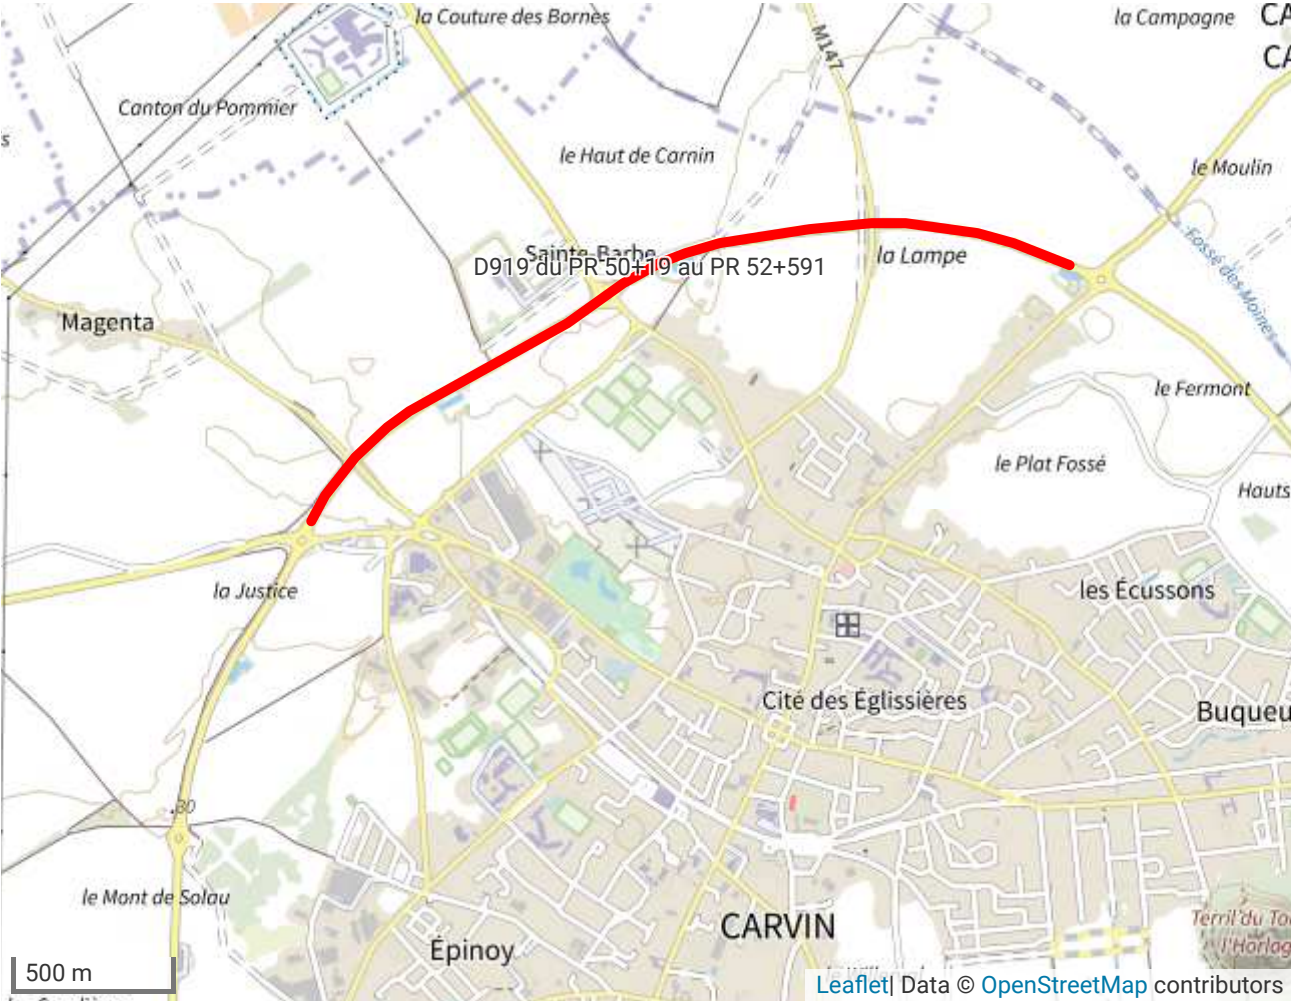 la Couture des Bornes
la Campagne
CA
CA
M147
Canton du Pommier
s
le Haut de Carnin
le Moulin
Sainte-Barbe
D919 du PR 50+19 au PR 52+591
la Lampe
Fossé des Moines
Magenta
le Fermont
le Plat Fossé
Hauts
la Justice
les Écussons
Cité des Églissières
Buqueu
30
le Mont de Solau
CARVIN
Terril du To
l'Horlog
Épinoy
500 m
Leaflet| Data © OpenStreetMap contributors